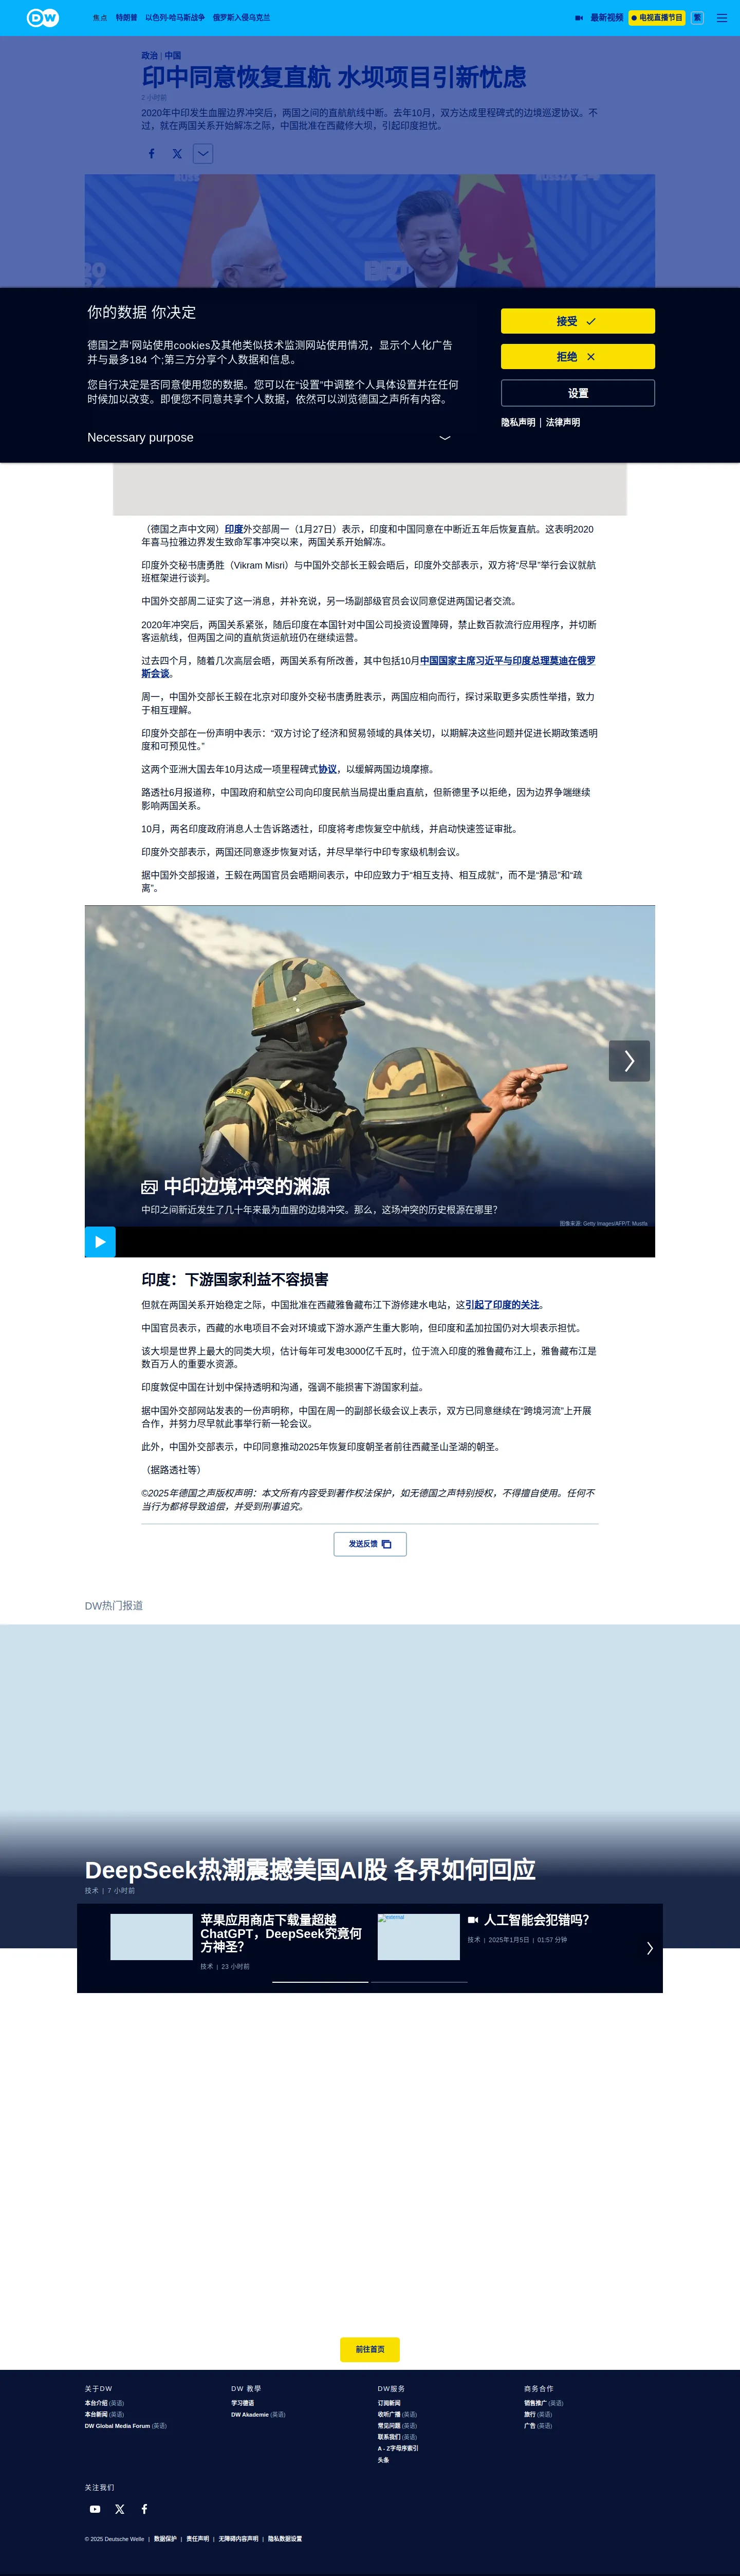 DW
焦点 特朗普 以色列-哈马斯战争 俄罗斯入侵乌克兰 最新视频 电视直播节目 繁
政治 | 中国
印中同意恢复直航 水坝项目引新忧虑
2 小时前
2020年中印发生血腥边界冲突后，两国之间的直航航线中断。去年10月，双方达成里程碑式的边境巡逻协议。不
过，就在两国关系开始解冻之际，中国批准在西藏修大坝，引起印度担忧。
你的数据 你决定
德国之声'网站使用cookies及其他类似技术监测网站使用情况，显示个人化广告
并与最多184 个;第三方分享个人数据和信息。
您自行决定是否同意使用您的数据。您可以在“设置”中调整个人具体设置并在任何
时候加以改变。即便您不同意共享个人数据，依然可以浏览德国之声所有内容。
Necessary purpose
接受
拒绝
设置
隐私声明 | 法律声明
（德国之声中文网）印度外交部周一（1月27日）表示，印度和中国同意在中断近五年后恢复直航。这表明2020
年喜马拉雅边界发生致命军事冲突以来，两国关系开始解冻。
印度外交秘书唐勇胜（Vikram Misri）与中国外交部长王毅会晤后，印度外交部表示，双方将“尽早”举行会议就航
班框架进行谈判。
中国外交部周二证实了这一消息，并补充说，另一场副部级官员会议同意促进两国记者交流。
2020年冲突后，两国关系紧张，随后印度在本国针对中国公司投资设置障碍，禁止数百款流行应用程序，并切断
客运航线，但两国之间的直航货运航班仍在继续运营。
过去四个月，随着几次高层会晤，两国关系有所改善，其中包括10月中国国家主席习近平与印度总理莫迪在俄罗
斯会谈。
周一，中国外交部长王毅在北京对印度外交秘书唐勇胜表示，两国应相向而行，探讨采取更多实质性举措，致力
于相互理解。
印度外交部在一份声明中表示：“双方讨论了经济和贸易领域的具体关切，以期解决这些问题并促进长期政策透明
度和可预见性。”
这两个亚洲大国去年10月达成一项里程碑式协议，以缓解两国边境摩擦。
路透社6月报道称，中国政府和航空公司向印度民航当局提出重启直航，但新德里予以拒绝，因为边界争端继续
影响两国关系。
10月，两名印度政府消息人士告诉路透社，印度将考虑恢复空中航线，并启动快速签证审批。
印度外交部表示，两国还同意逐步恢复对话，并尽早举行中印专家级机制会议。
据中国外交部报道，王毅在两国官员会晤期间表示，中印应致力于“相互支持、相互成就”，而不是“猜忌”和“疏
离”。
中印边境冲突的渊源
中印之间新近发生了几十年来最为血腥的边境冲突。那么，这场冲突的历史根源在哪里？
图像来源: Getty Images/AFP/T. Mustfa
印度：下游国家利益不容损害
但就在两国关系开始稳定之际，中国批准在西藏雅鲁藏布江下游修建水电站，这引起了印度的关注。
中国官员表示，西藏的水电项目不会对环境或下游水源产生重大影响，但印度和孟加拉国仍对大坝表示担忧。
该大坝是世界上最大的同类大坝，估计每年可发电3000亿千瓦时，位于流入印度的雅鲁藏布江上，雅鲁藏布江是
数百万人的重要水资源。
印度敦促中国在计划中保持透明和沟通，强调不能损害下游国家利益。
据中国外交部网站发表的一份声明称，中国在周一的副部长级会议上表示，双方已同意继续在“跨境河流”上开展
合作，并努力尽早就此事举行新一轮会议。
此外，中国外交部表示，中印同意推动2025年恢复印度朝圣者前往西藏圣山圣湖的朝圣。
（据路透社等）
©2025年德国之声版权声明：本文所有内容受到著作权法保护，如无德国之声特别授权，不得擅自使用。任何不
当行为都将导致追偿，并受到刑事追究。
发送反馈
DW热门报道
DeepSeek热潮震撼美国AI股 各界如何回应
技术 | 7 小时前
苹果应用商店下载量超越
ChatGPT，DeepSeek究竟何
方神圣？
技术 | 23 小时前
人工智能会犯错吗？
技术 | 2025年1月5日 | 01:57 分钟
前往首页
关于DW
本台介绍 (英语)
本台新闻 (英语)
DW Global Media Forum (英语)
DW 教學
学习德语
DW Akademie (英语)
DW服务
订阅新闻
收听广播 (英语)
常见问题 (英语)
联系我们 (英语)
A - Z字母序索引
头条
商务合作
销售推广 (英语)
旅行 (英语)
广告 (英语)
关注我们
© 2025 Deutsche Welle | 数据保护 | 责任声明 | 无障碍内容声明 | 隐私数据设置